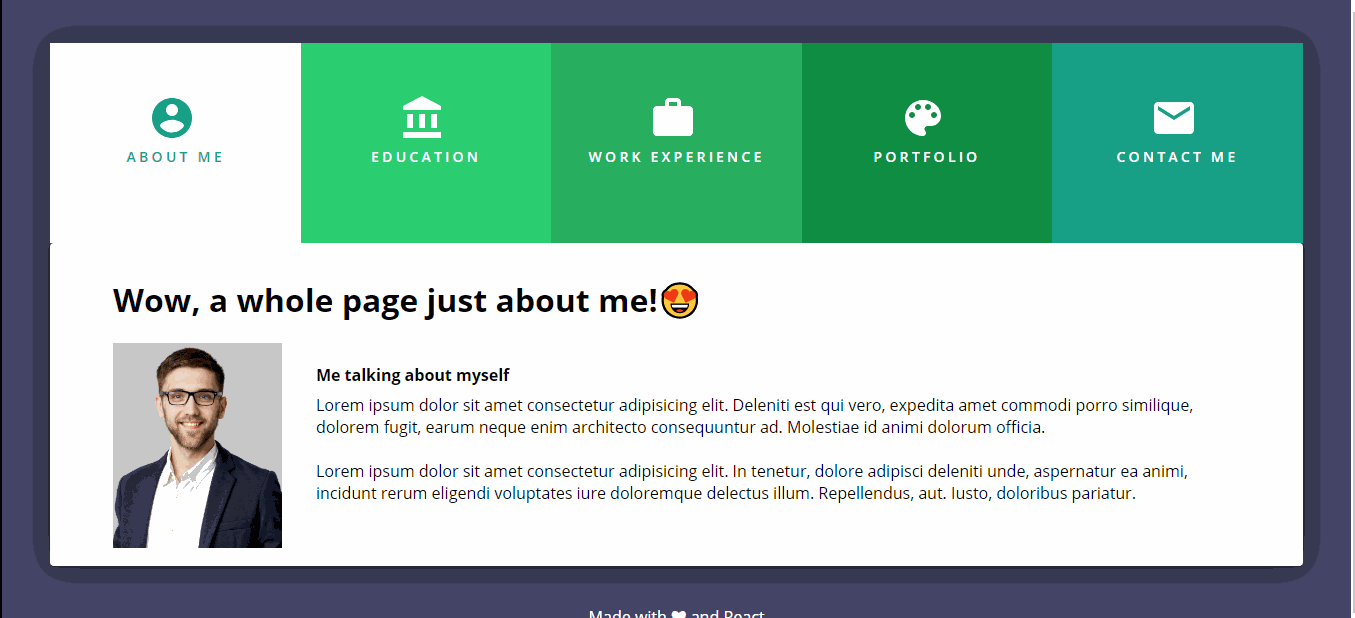 ABOUT ME
EDUCATION
WORK EXPERIENCE
PORTFOLIO
CONTACT ME
Wow, a whole page just about me!😍
Me talking about myself
Lorem ipsum dolor sit amet consectetur adipisicing elit. Deleniti est qui vero, expedita amet commodi porro similique,
dolorem fugit, earum neque enim architecto consequuntur ad. Molestiae id animi dolorum officia.
Lorem ipsum dolor sit amet consectetur adipisicing elit. In tenetur, dolore adipisci deleniti unde, aspernatur ea animi,
incidunt rerum eligendi voluptates iure doloremque delectus illum. Repellendus, aut. Iusto, doloribus pariatur.
Made with ♥ and React